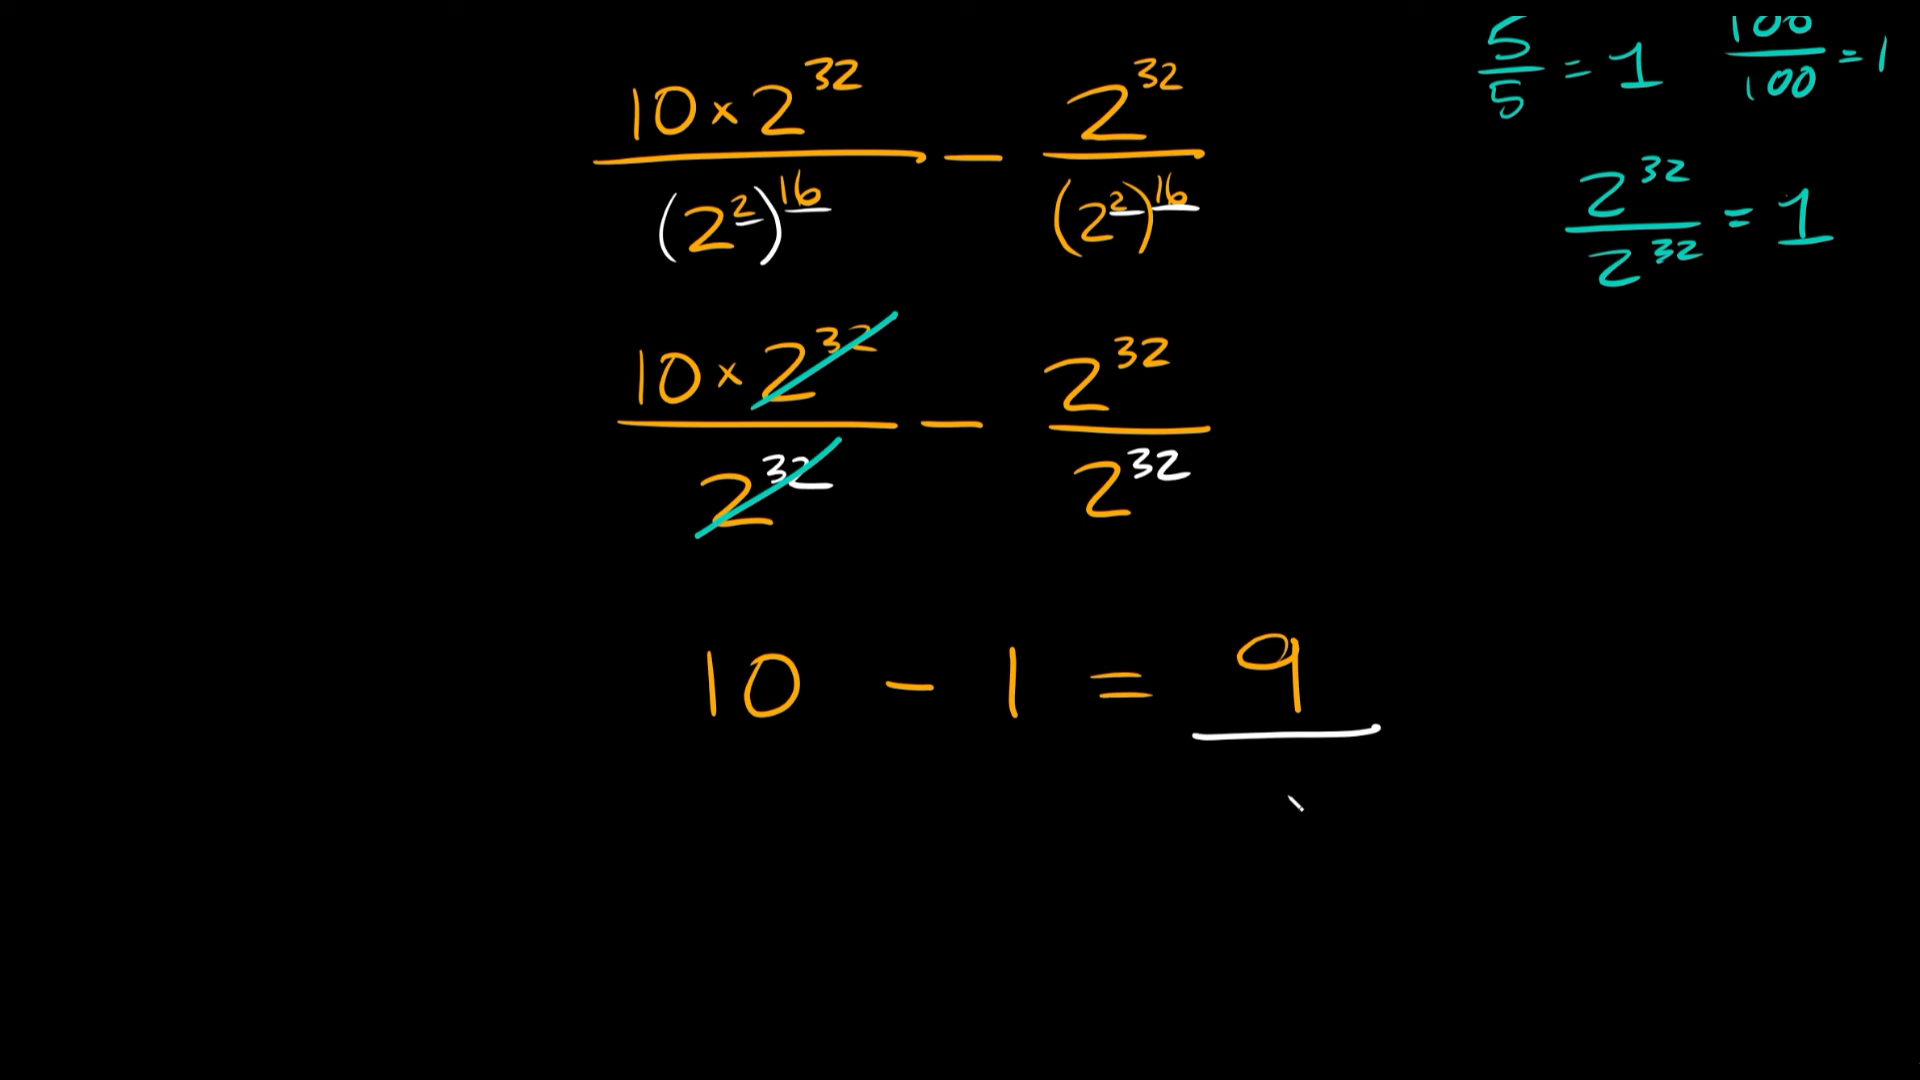 10 × 2^32 / (2^2)^16 − 2^32 / (2^2)^16
5/5 = 1
100/100 = 1
2^32 / 2^32 = 1
10 × 2^32 / 2^32 − 2^32 / 2^32
10 − 1 = 9